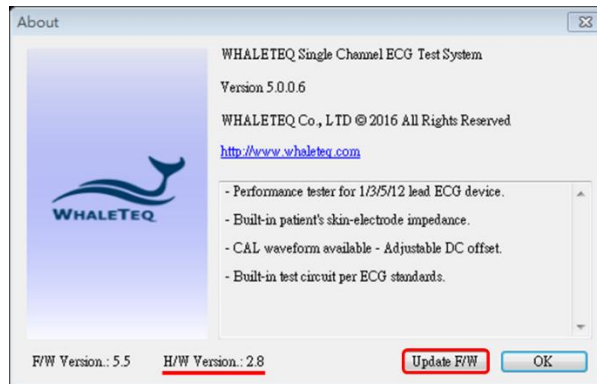 About
WHALETEQ Single Channel ECG Test System
Version 5.0.0.6
WHALETEQ Co., LTD © 2016 All Rights Reserved
http://www.whaleteq.com
WHALETEQ
- Performance tester for 1/3/5/12 lead ECG device.
- Built-in patient's skin-electrode impedance.
- CAL waveform available - Adjustable DC offset.
- Built-in test circuit per ECG standards.
F/W Version.: 5.5 H/W Version.: 2.8 Update F/W OK